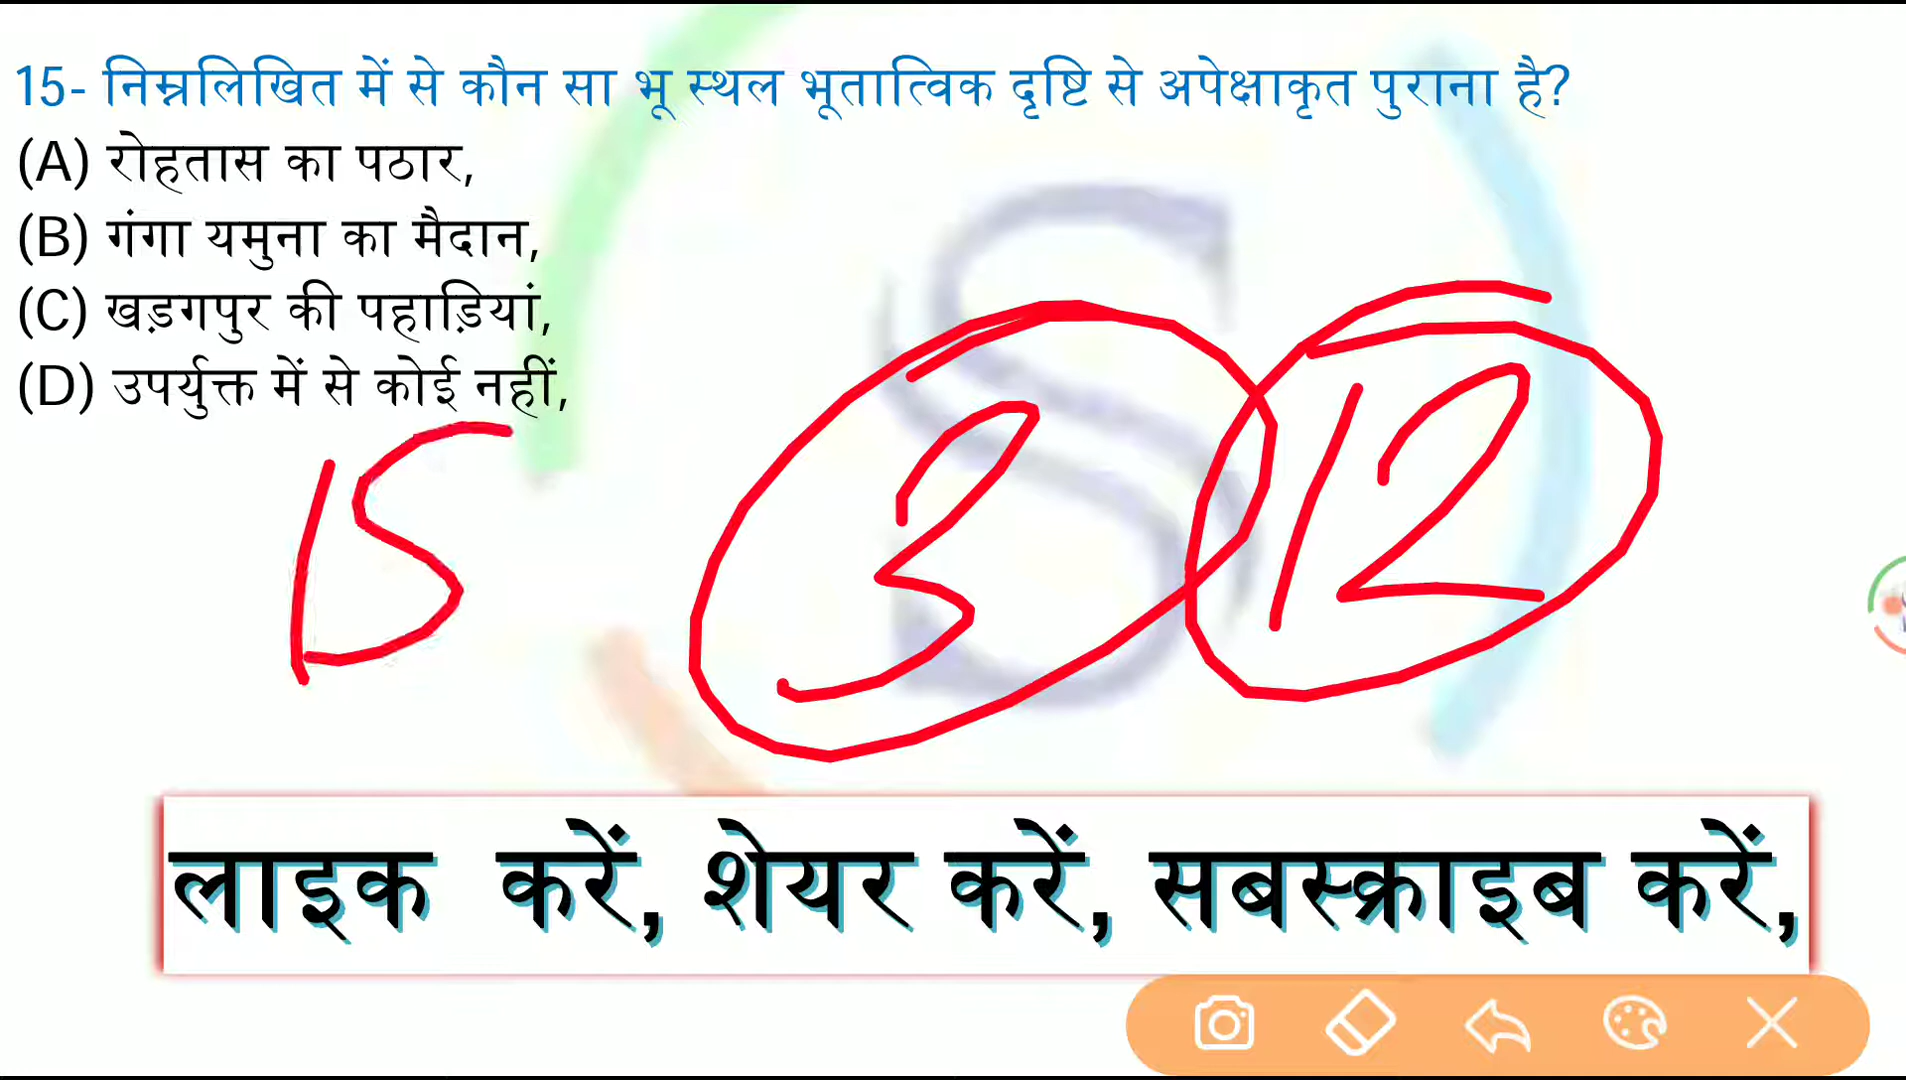 15- निम्नलिखित में से कौन सा भू स्थल भूतात्विक दृष्टि से अपेक्षाकृत पुराना है?
(A) रोहतास का पठार,
(B) गंगा यमुना का मैदान,
(C) खड़गपुर की पहाड़ियां,
(D) उपर्युक्त में से कोई नहीं,
15 3 12
लाइक करें, शेयर करें, सबस्क्राइब करें,